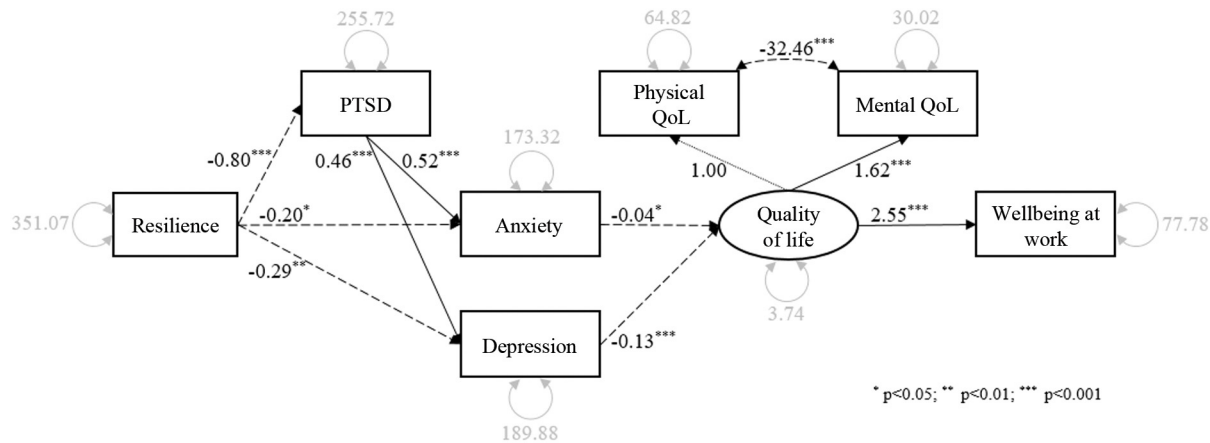 255.72
64.82
30.02
-32.46***
PTSD
Physical
QoL
Mental QoL
173.32
-0.80***
0.46***
0.52***
1.00
1.62***
351.07
Resilience
-0.20*
Anxiety
-0.04*
Quality
of life
2.55***
Wellbeing at
work
77.78
-0.29**
3.74
Depression
-0.13***
* p<0.05; ** p<0.01; *** p<0.001
189.88